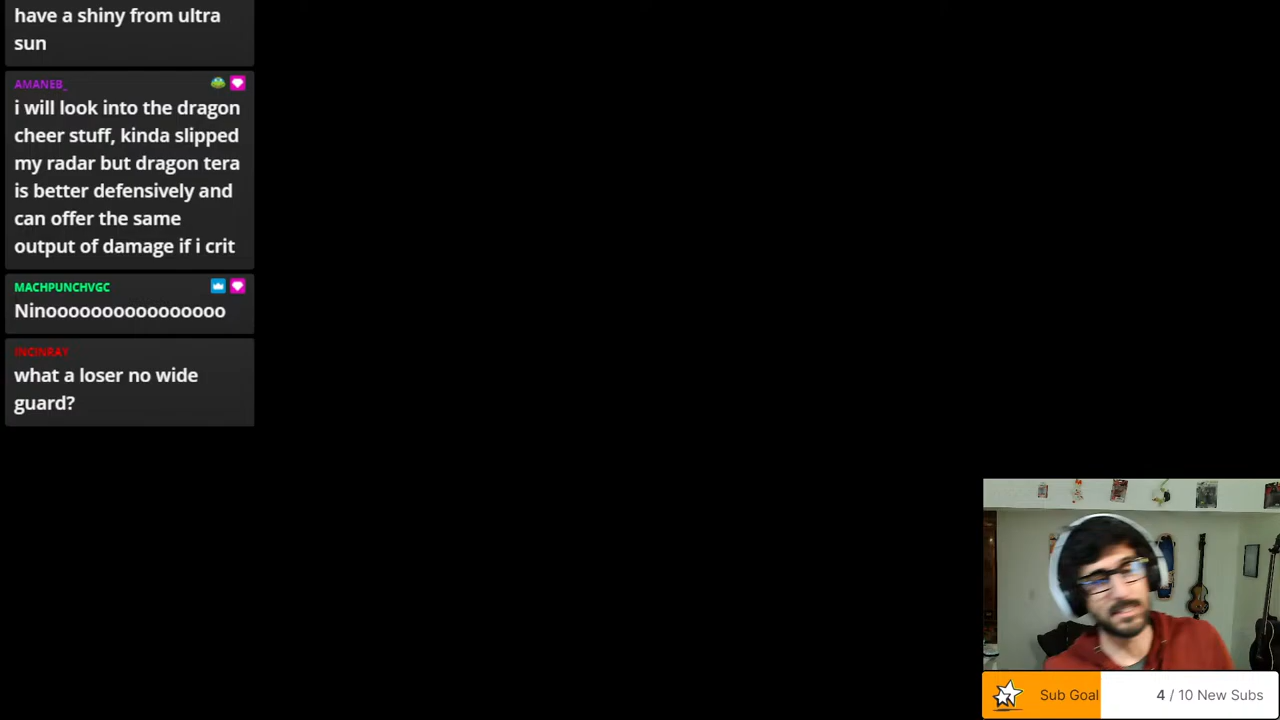 have a shiny from ultra
sun
AMANEB_
i will look into the dragon
cheer stuff, kinda slipped
my radar but dragon tera
is better defensively and
can offer the same
output of damage if i crit
MACHPUNCHVGC
Ninoooooooooooooooo
INCINRAY
what a loser no wide
guard?
Sub Goal
4 / 10 New Subs